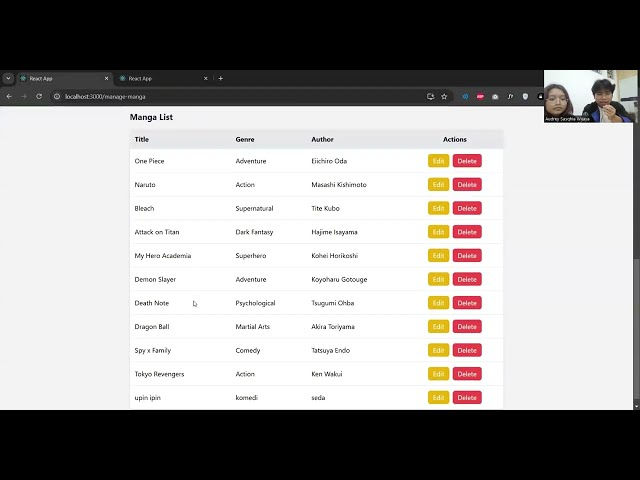 React App
React App
localhost:3000/manage-manga
Manga List
Title Genre Author Actions
One Piece Adventure Eiichiro Oda Edit Delete
Naruto Action Masashi Kishimoto Edit Delete
Bleach Supernatural Tite Kubo Edit Delete
Attack on Titan Dark Fantasy Hajime Isayama Edit Delete
My Hero Academia Superhero Kohei Horikoshi Edit Delete
Demon Slayer Adventure Koyoharu Gotouge Edit Delete
Death Note Psychological Tsugumi Ohba Edit Delete
Dragon Ball Martial Arts Akira Toriyama Edit Delete
Spy x Family Comedy Tatsuya Endo Edit Delete
Tokyo Revengers Action Ken Wakui Edit Delete
upin ipin komedi seda Edit Delete